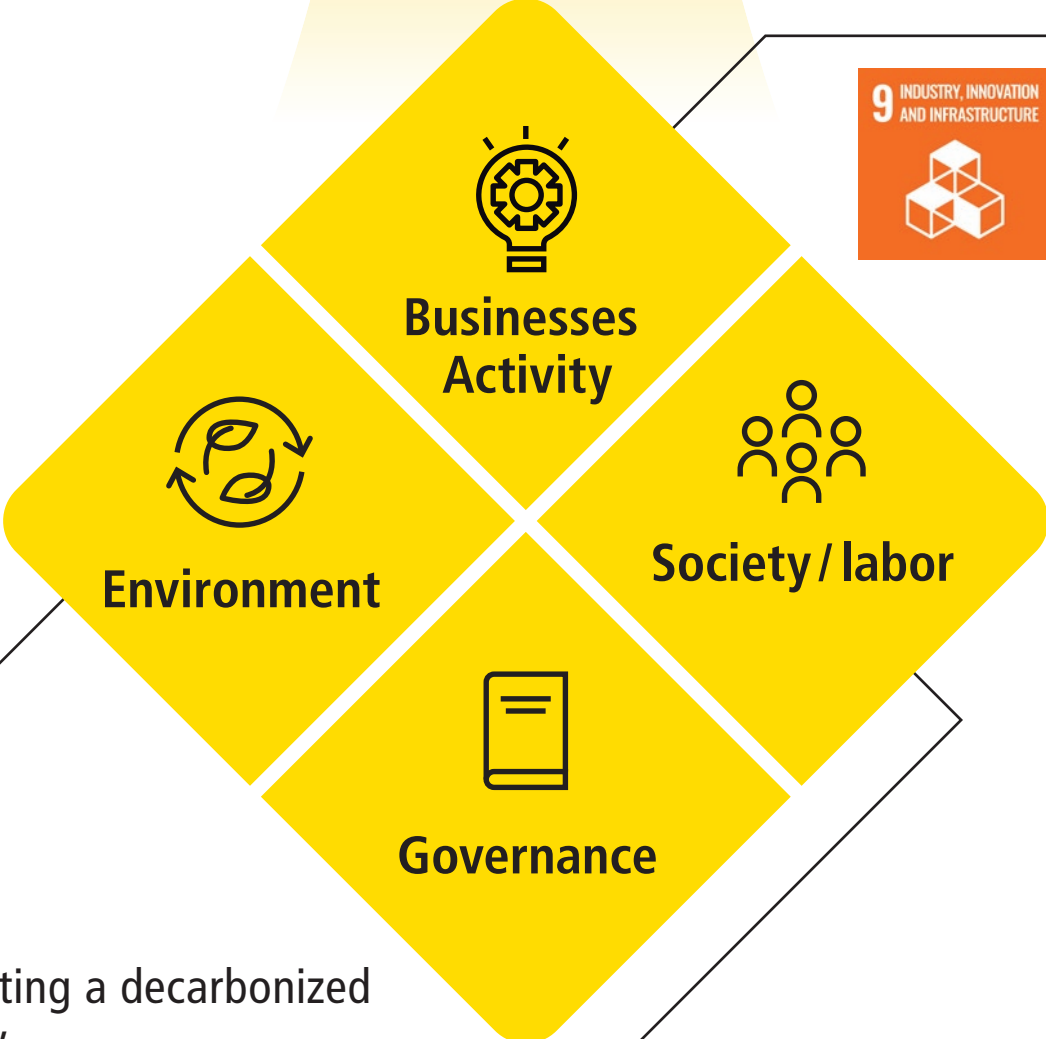 9 INDUSTRY, INNOVATION
AND INFRASTRUCTURE
Businesses
Activity
Environment
Society / labor
Governance
ting a decarbonized